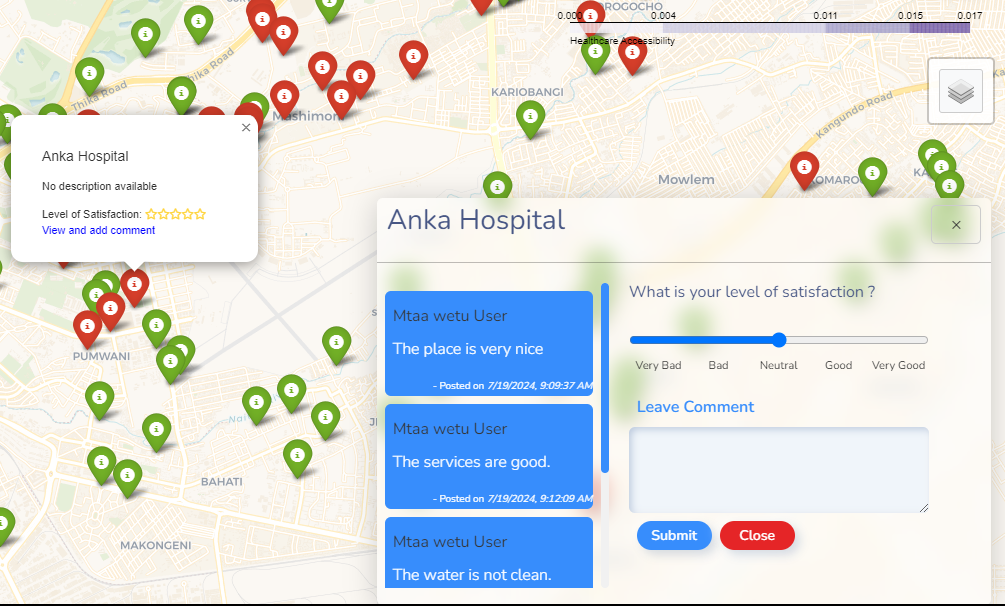 OROGOCHO
0.000 0.004 0.011 0.015 0.017
Healthcare Accessibility
Thika Road
Thika Road
KARIOBANGI
Kangundo Road
Mashimoni
Mowlem
KOMAROCK
×
Anka Hospital
No description available
Level of Satisfaction: ☆☆☆☆☆
View and add comment
Anka Hospital
×
Mtaa wetu User
The place is very nice
- Posted on 7/19/2024, 9:09:37 AM
Mtaa wetu User
The services are good.
- Posted on 7/19/2024, 9:12:09 AM
Mtaa wetu User
The water is not clean.
What is your level of satisfaction ?
Very Bad Bad Neutral Good Very Good
Leave Comment
Submit Close
PUMWANI
BAHATI
MAKONGENI